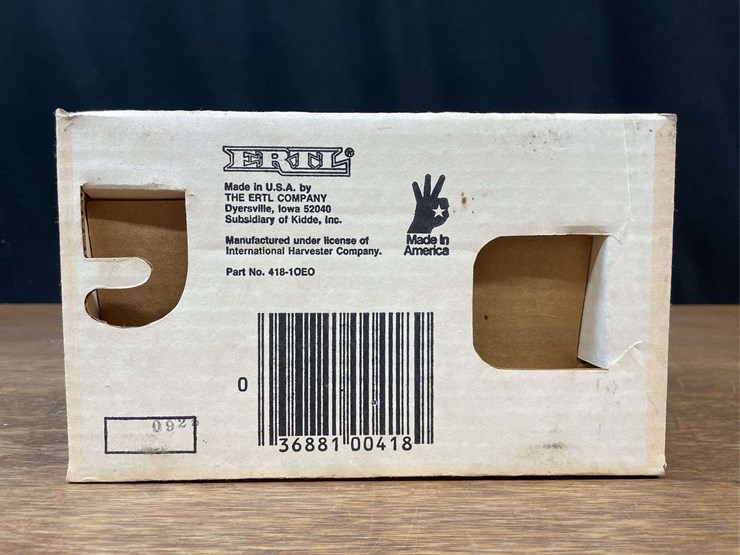 ERTL®
Made in U.S.A. by
THE ERTL COMPANY
Dyersville, Iowa 52040
Subsidiary of Kidde, Inc.
Manufactured under license of
International Harvester Company.
Part No. 418-1OEO
Made In
America
0
36881 00418